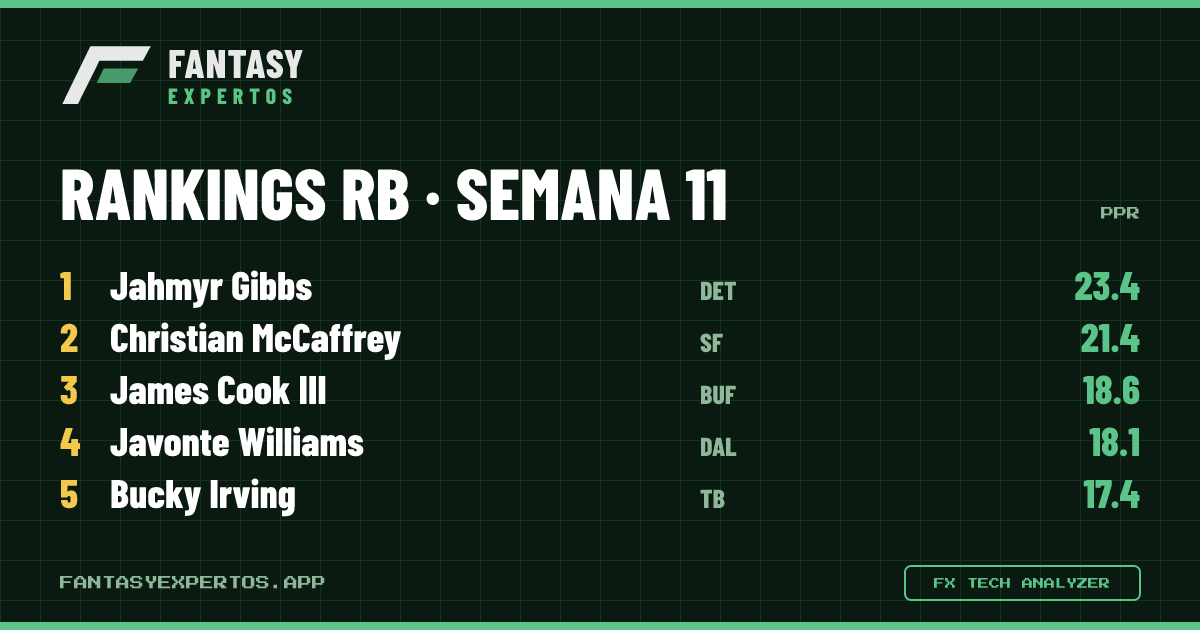 FANTASY
EXPERTOS
RANKINGS RB · SEMANA 11
PPR
1 Jahmyr Gibbs DET 23.4
2 Christian McCaffrey SF 21.4
3 James Cook III BUF 18.6
4 Javonte Williams DAL 18.1
5 Bucky Irving TB 17.4
FANTASYEXPERTOS.APP
FX TECH ANALYZER